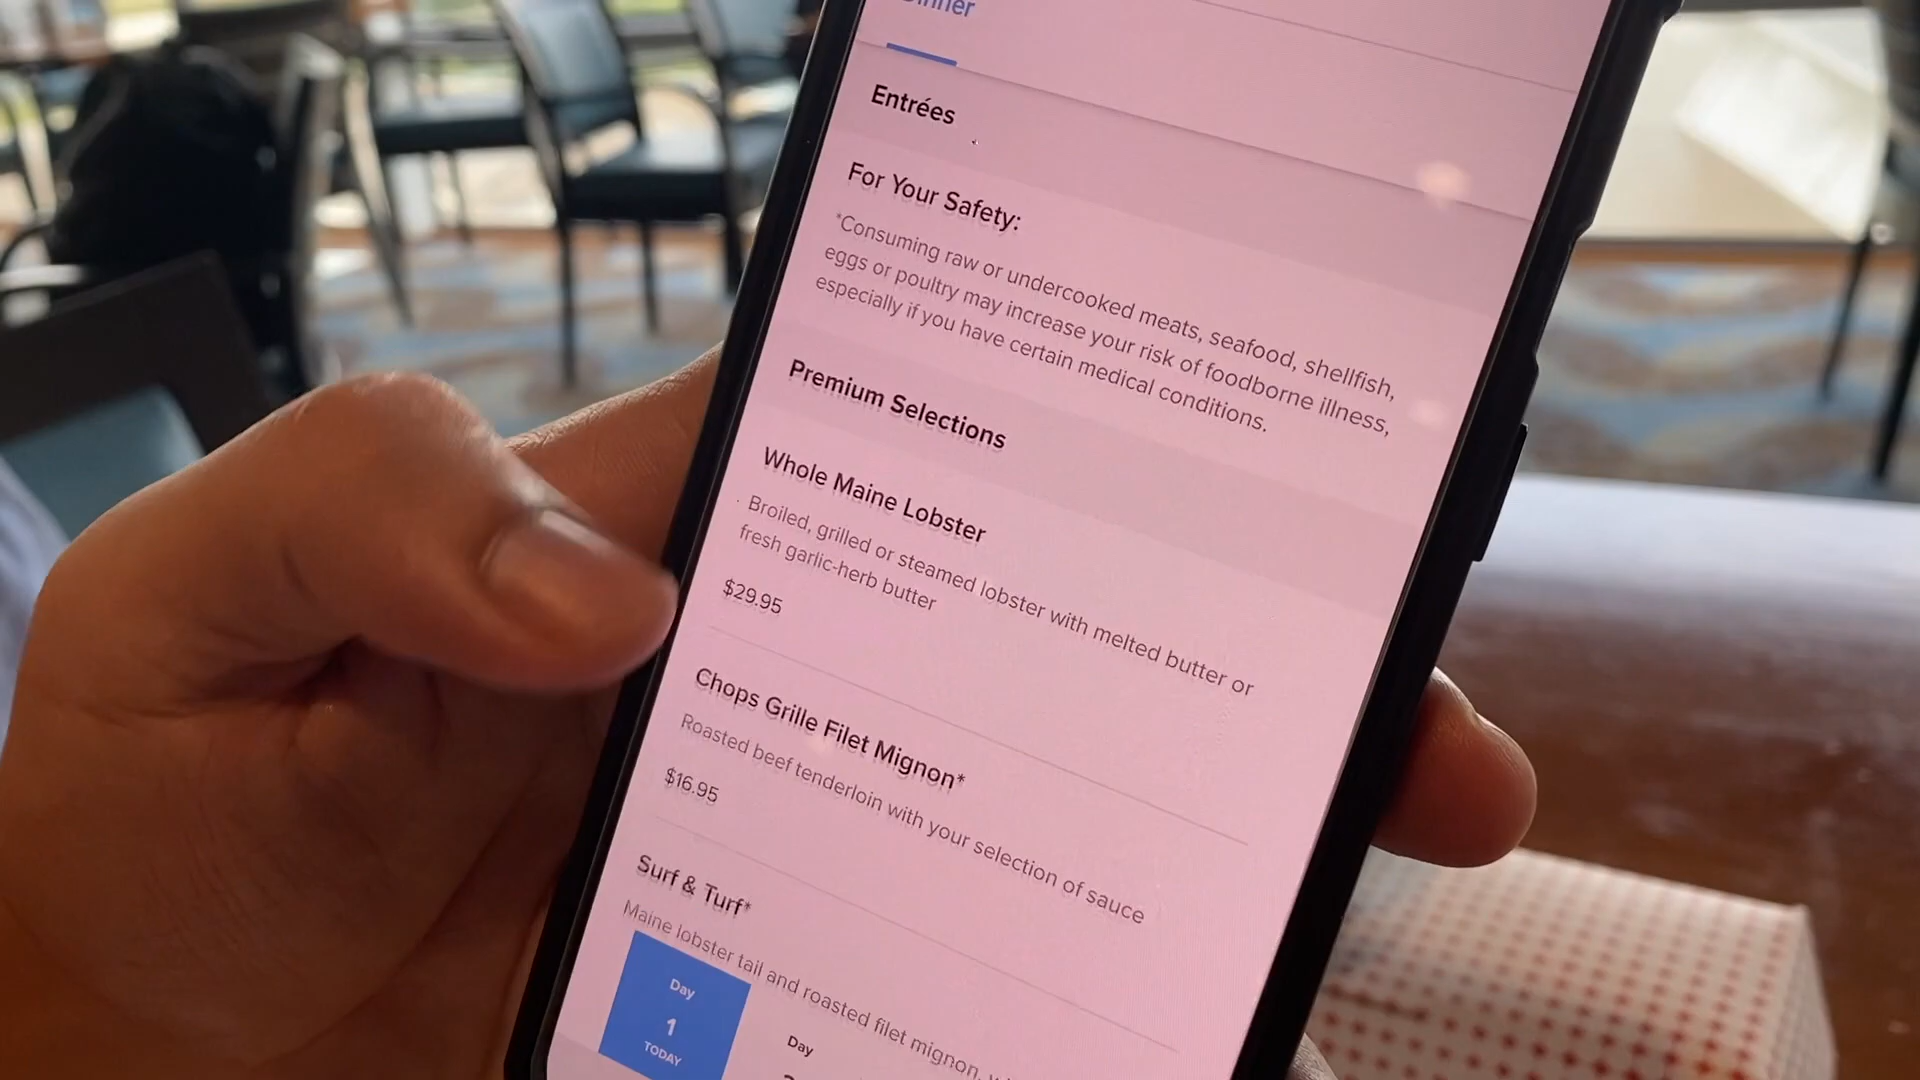 Dinner
Entrées
For Your Safety:
*Consuming raw or undercooked meats, seafood, shellfish,
eggs or poultry may increase your risk of foodborne illness,
especially if you have certain medical conditions.
Premium Selections
Whole Maine Lobster
Broiled, grilled or steamed lobster with melted butter or
fresh garlic-herb butter
$29.95
Chops Grille Filet Mignon*
Roasted beef tenderloin with your selection of sauce
$16.95
Surf & Turf*
Maine lobster tail and roasted filet mignon,
Day
1
TODAY
Day